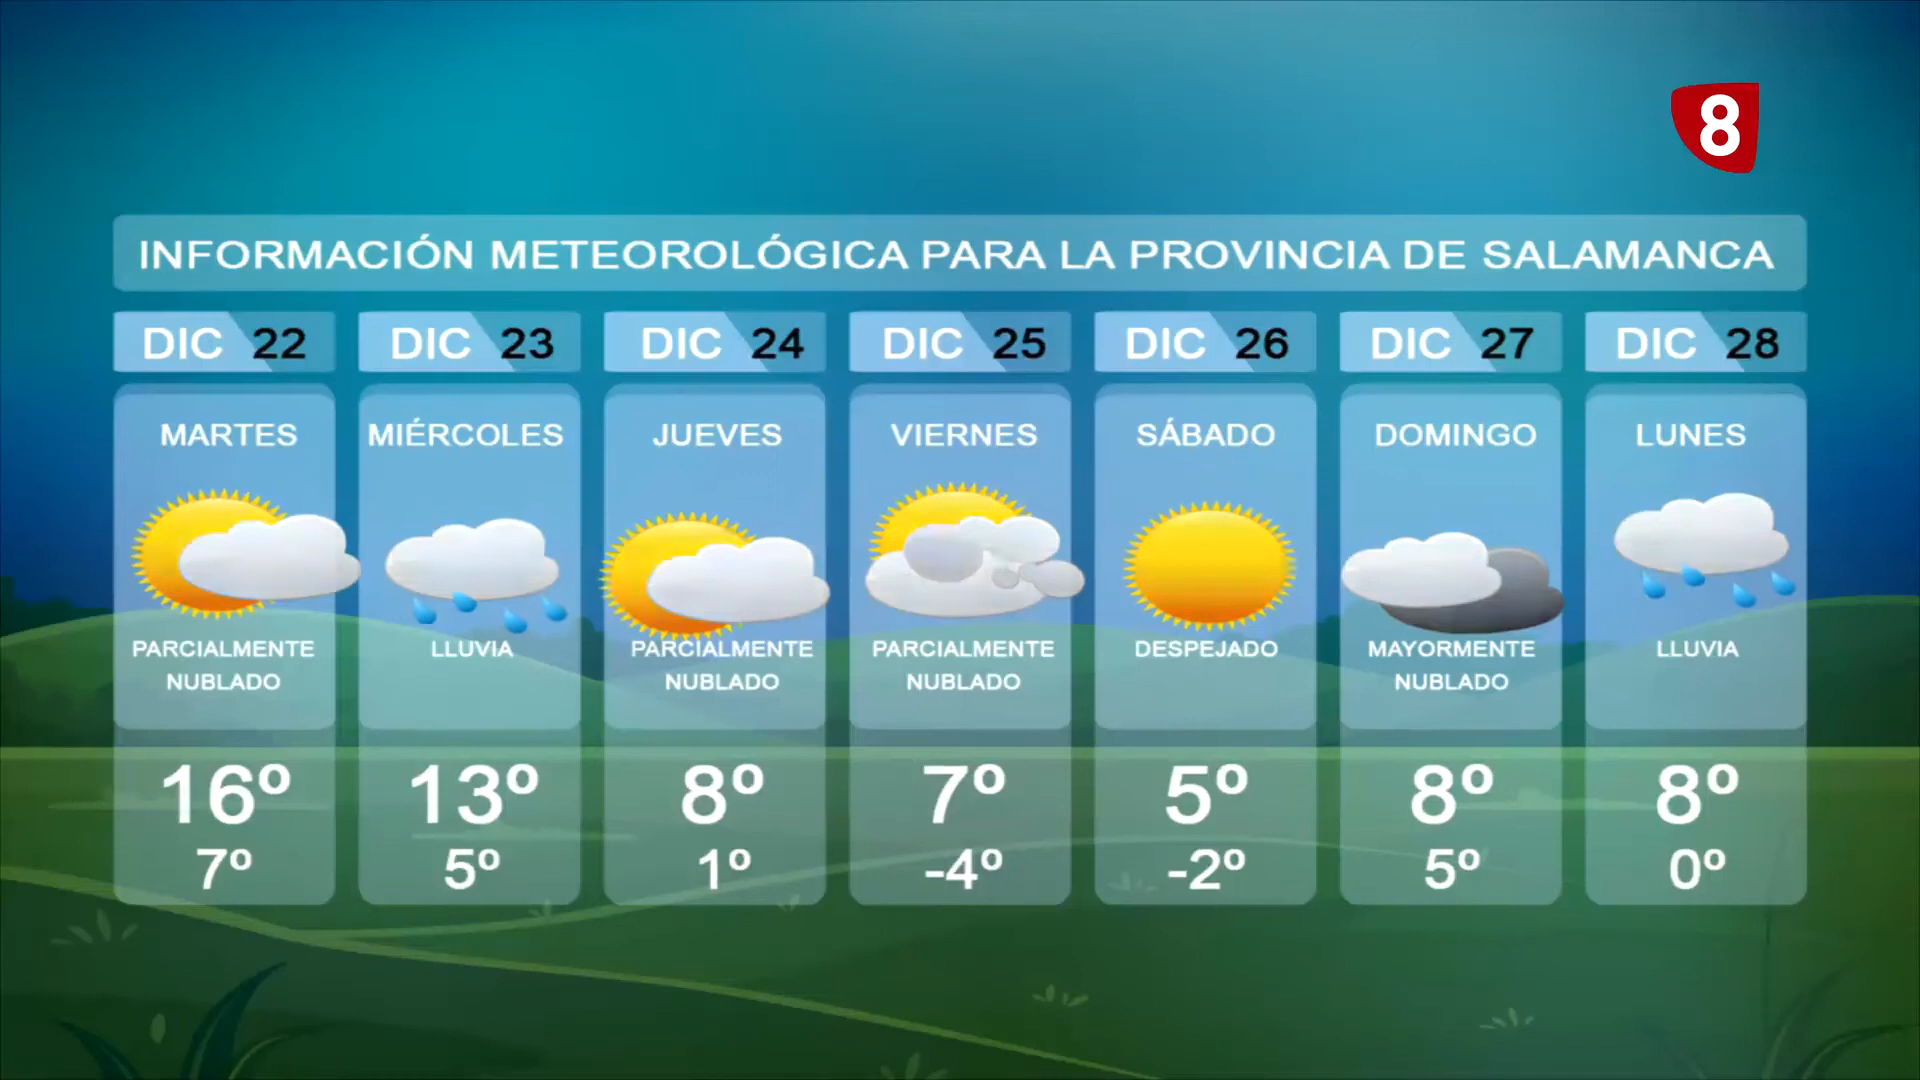 8
INFORMACIÓN METEOROLÓGICA PARA LA PROVINCIA DE SALAMANCA
DIC 22
MARTES
PARCIALMENTE
NUBLADO
16º
7º
DIC 23
MIÉRCOLES
LLUVIA
13º
5º
DIC 24
JUEVES
PARCIALMENTE
NUBLADO
8º
1º
DIC 25
VIERNES
PARCIALMENTE
NUBLADO
7º
-4º
DIC 26
SÁBADO
DESPEJADO
5º
-2º
DIC 27
DOMINGO
MAYORMENTE
NUBLADO
8º
5º
DIC 28
LUNES
LLUVIA
8º
0º